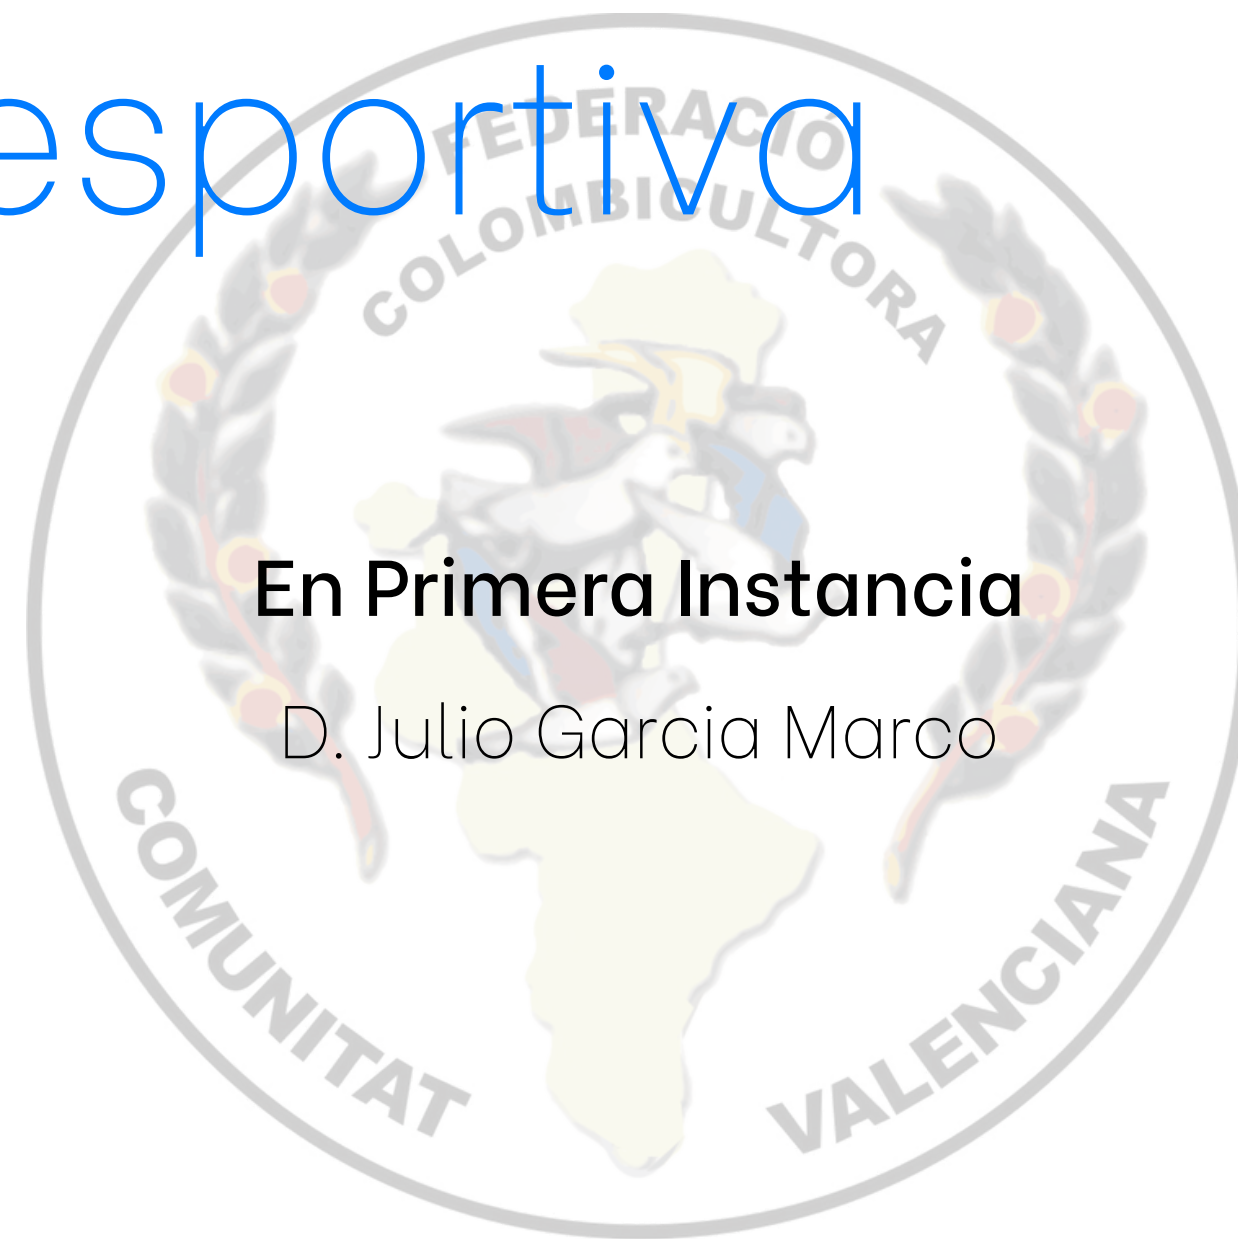 esportiva
FEDERACIÓ
COLOMBICULTORA
En Primera Instancia
D. Julio Garcia Marco
COMUNITAT
VALENCIANA